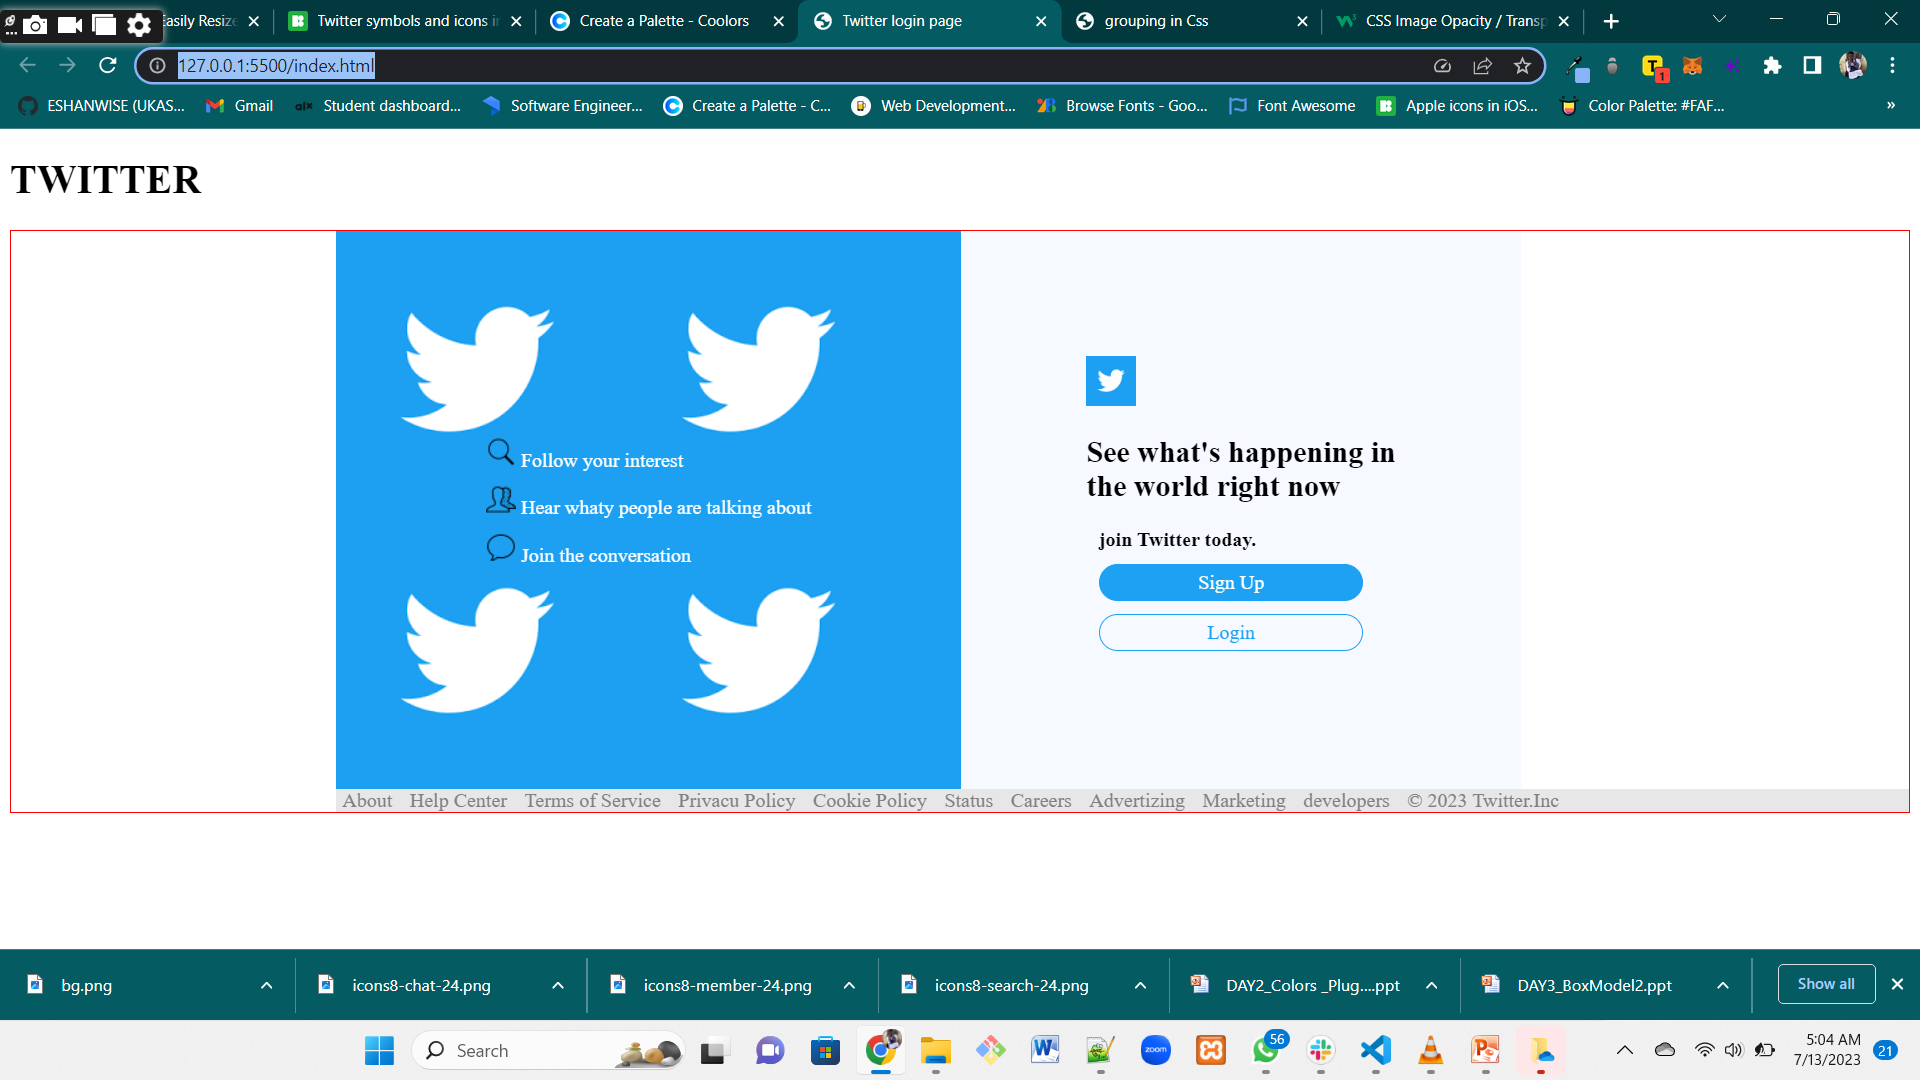 Easily Resize
Twitter symbols and icons in
Create a Palette - Coolors
Twitter login page
grouping in Css
CSS Image Opacity / Transp
127.0.0.1:5500/index.html
1
ESHANWISE (UKAS...
Gmail
Student dashboard...
Software Engineer...
Create a Palette - C...
Web Development...
Browse Fonts - Goo...
Font Awesome
Apple icons in iOS...
Color Palette: #FAF...
TWITTER
Follow your interest
Hear whaty people are talking about
Join the conversation
See what's happening in
the world right now
join Twitter today.
Sign Up
Login
About Help Center Terms of Service Privacu Policy Cookie Policy Status Careers Advertizing Marketing developers © 2023 Twitter.Inc
bg.png
icons8-chat-24.png
icons8-member-24.png
icons8-search-24.png
DAY2_Colors _Plug....ppt
DAY3_BoxModel2.ppt
Show all
Search
zoom
56
5:04 AM
7/13/2023
21